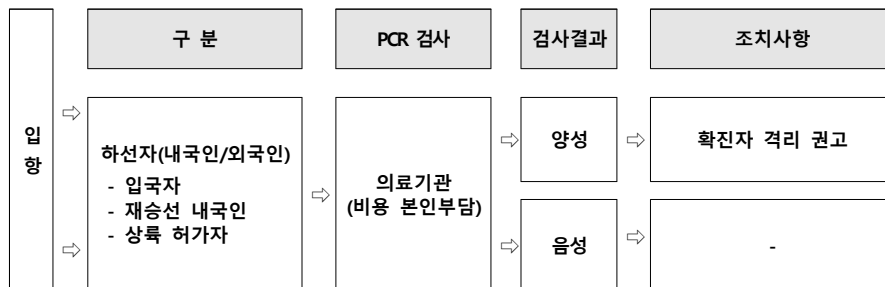 구 분
PCR 검사
검사결과
조치사항
입
항
하선자(내국인/외국인)
- 입국자
- 재승선 내국인
- 상륙 허가자
의료기관
(비용 본인부담)
양성
확진자 격리 권고
음성
-